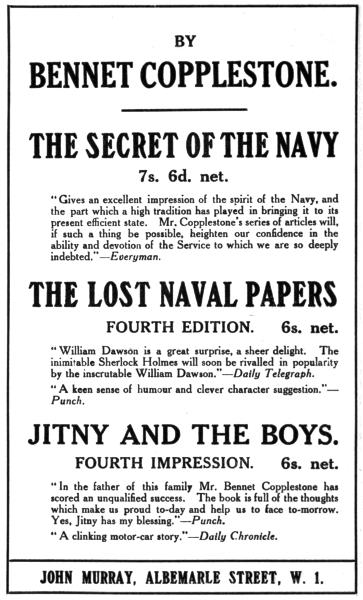 BY
BENNET COPPLESTONE.
THE SECRET OF THE NAVY
7s. 6d. net.
"Gives an excellent impression of the spirit of the Navy, and
the part which a high tradition has played in bringing it to its
present efficient state. Mr. Copplestone's series of articles will,
if such a thing be possible, heighten our confidence in the
ability and devotion of the Service to which we are so deeply
indebted."—Everyman.
THE LOST NAVAL PAPERS
FOURTH EDITION. 6s. net.
"William Dawson is a great surprise, a sheer delight. The
inimitable Sherlock Holmes will soon be rivalled in popularity
by the inscrutable William Dawson."—Daily Telegraph.
"A keen sense of humour and clever character suggestion."—
Punch.
JITNY AND THE BOYS.
FOURTH IMPRESSION. 6s. net.
"In the father of this family Mr. Bennet Copplestone has
scored an unqualified success. The book is full of the thoughts
which make us proud to-day and help us to face to-morrow.
Yes, Jitny has my blessing."—Punch.
"A clinking motor-car story."—Daily Chronicle.
JOHN MURRAY, ALBEMARLE STREET, W. 1.